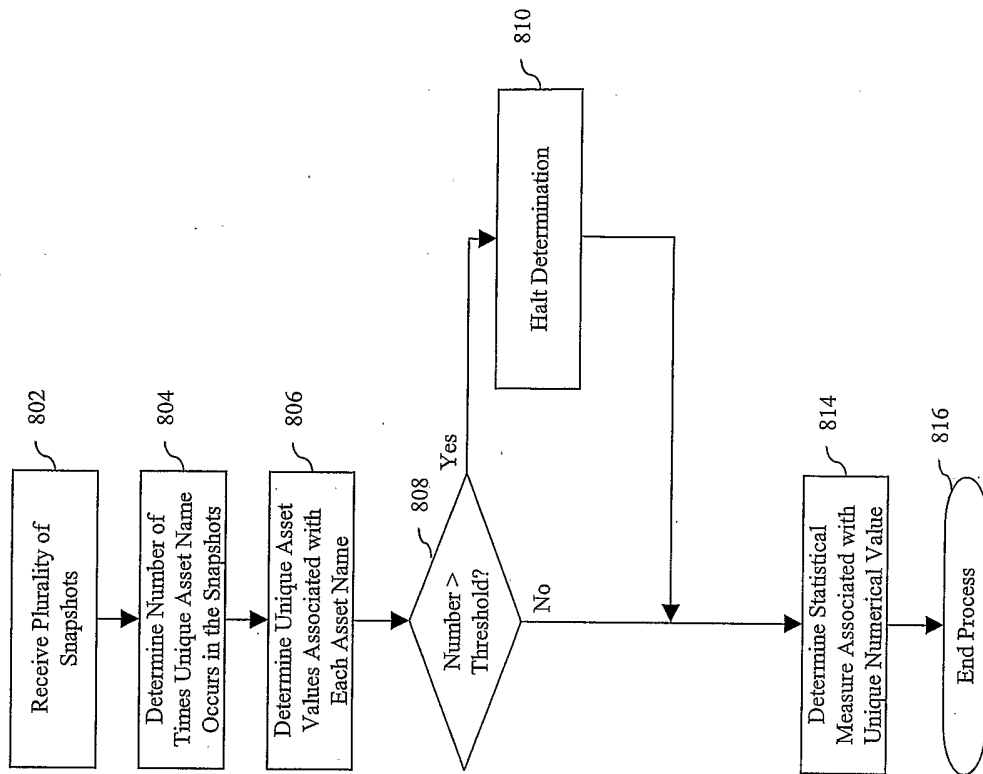 802
Receive Plurality of
Snapshots
804
Determine Number of
Times Unique Asset Name
Occurs in the Snapshots
806
Determine Unique Asset
Values Associated with
Each Asset Name
808
Number >
Threshold?
Yes
No
810
Halt Determination
814
Determine Statistical
Measure Associated with
Unique Numerical Value
816
End Process